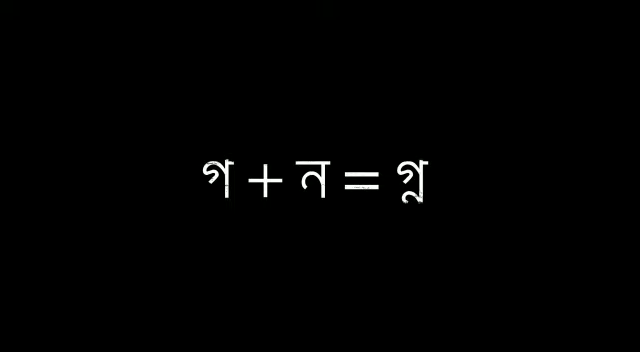 গ + ন = গ্ন